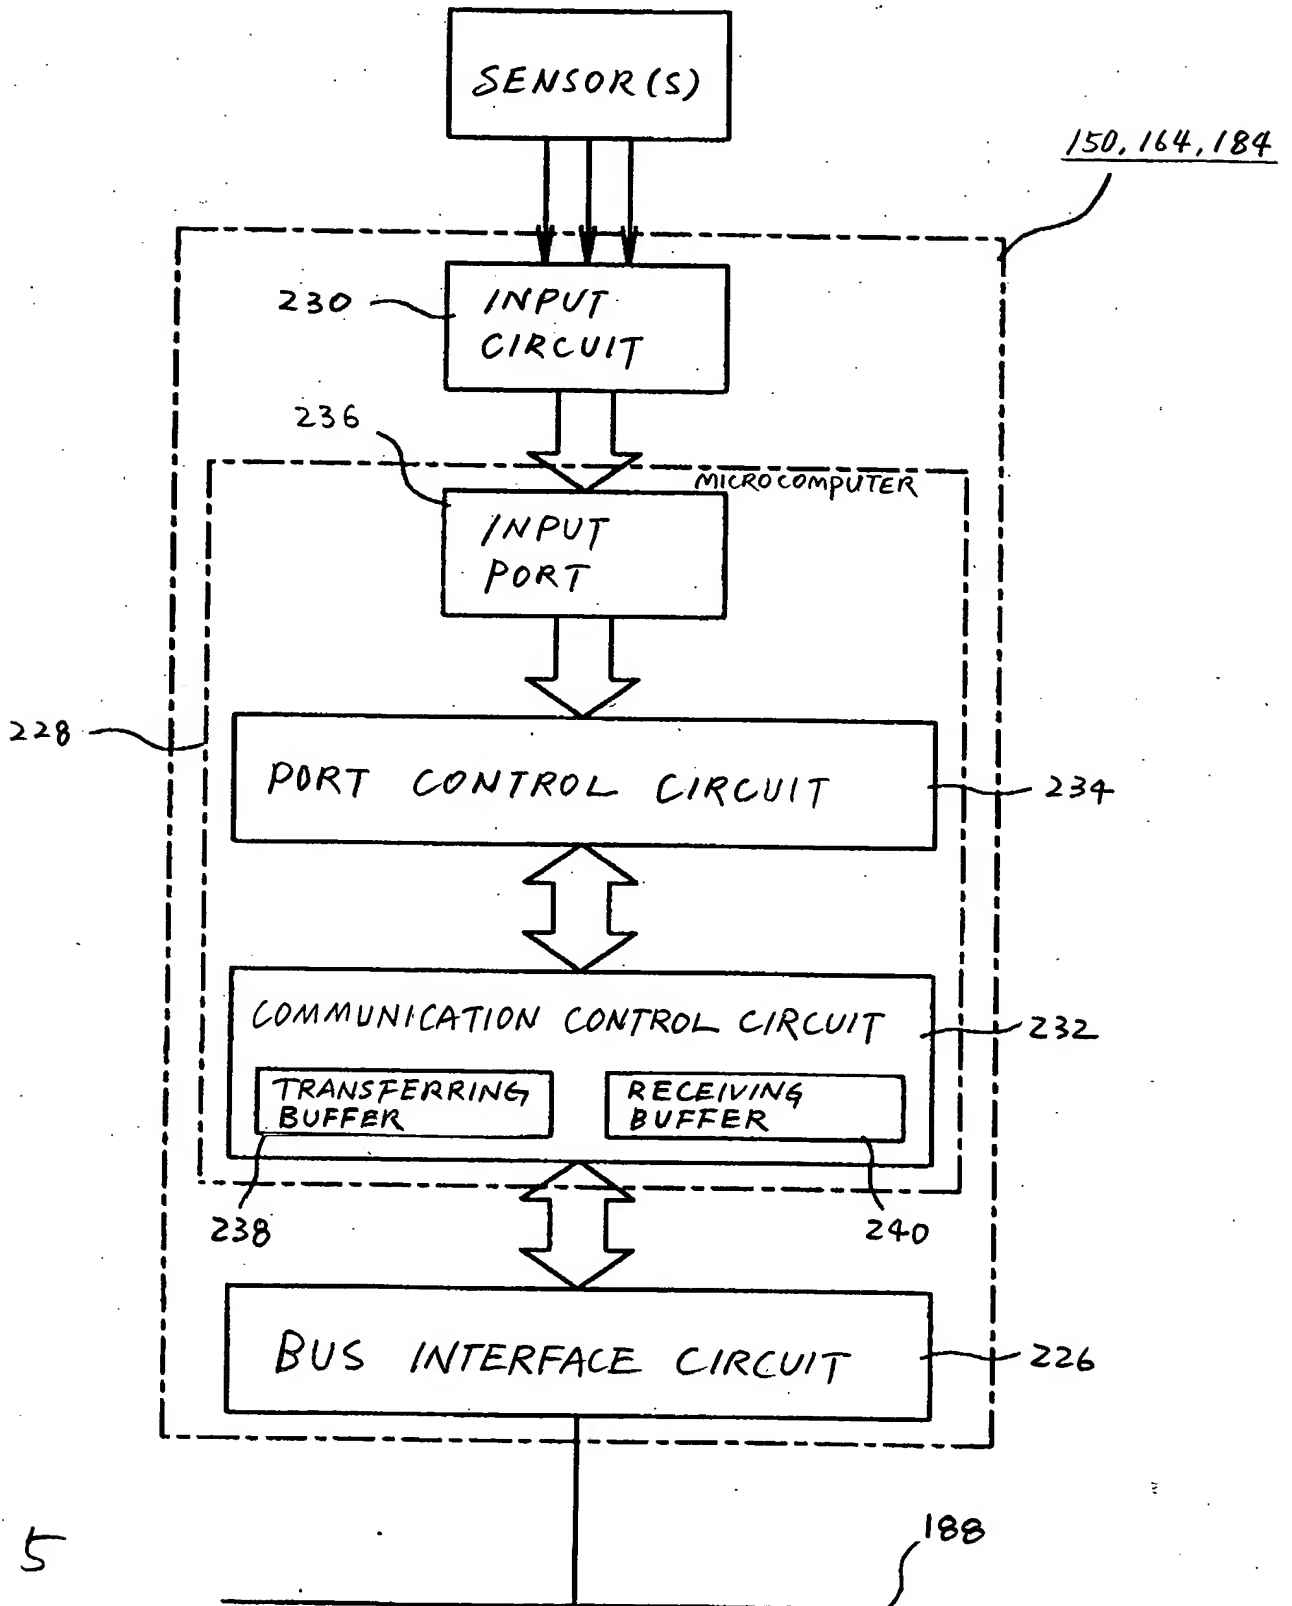 SENSOR(S)
150, 164, 184
230
INPUT
CIRCUIT
236
MICROCOMPUTER
INPUT
PORT
228
PORT CONTROL CIRCUIT
234
COMMUNICATION CONTROL CIRCUIT
232
TRANSFERRING
BUFFER
RECEIVING
BUFFER
238
240
BUS INTERFACE CIRCUIT
226
188
5